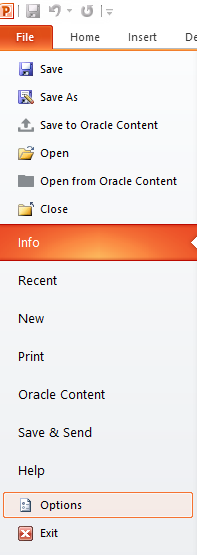 File Home Insert De
Save
Save As
Save to Oracle Content
Open
Open from Oracle Content
Close
Info
Recent
New
Print
Oracle Content
Save & Send
Help
Options
Exit